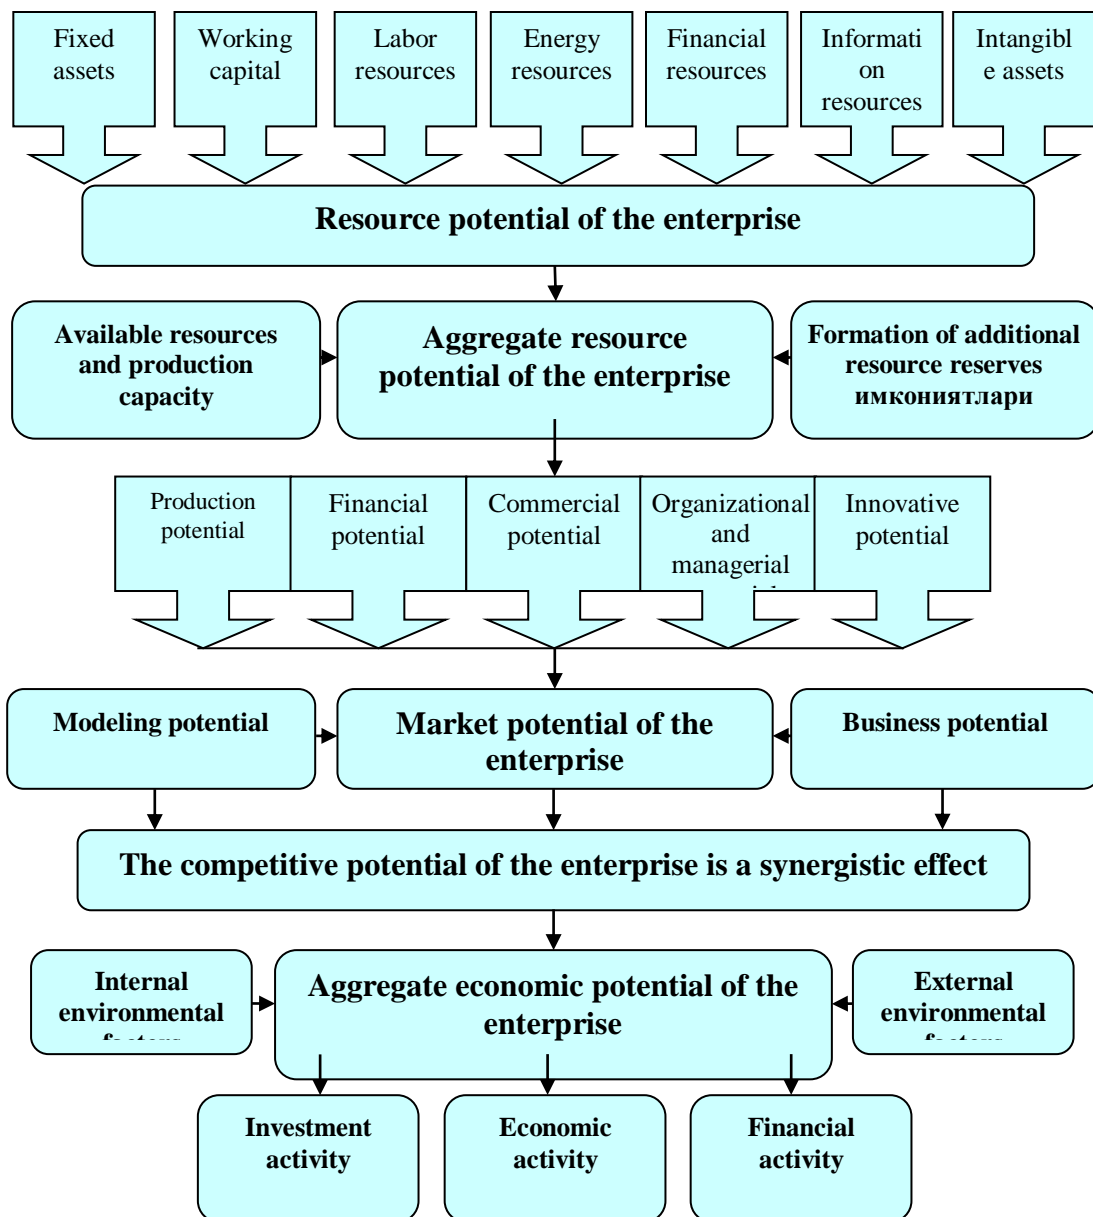 Fixed
assets
Working
capital
Labor
resources
Energy
resources
Financial
resources
Informati
on
resources
Intangibl
e assets
Resource potential of the enterprise
Available resources
and production
capacity
Aggregate resource
potential of the enterprise
Formation of additional
resource reserves
имкониятлари
Production
potential
Financial
potential
Commercial
potential
Organizational
and
managerial
Innovative
potential
Modeling potential
Market potential of the
enterprise
Business potential
The competitive potential of the enterprise is a synergistic effect
Internal
environmental
factors
Aggregate economic potential of the
enterprise
External
environmental
factors
Investment
activity
Economic
activity
Financial
activity